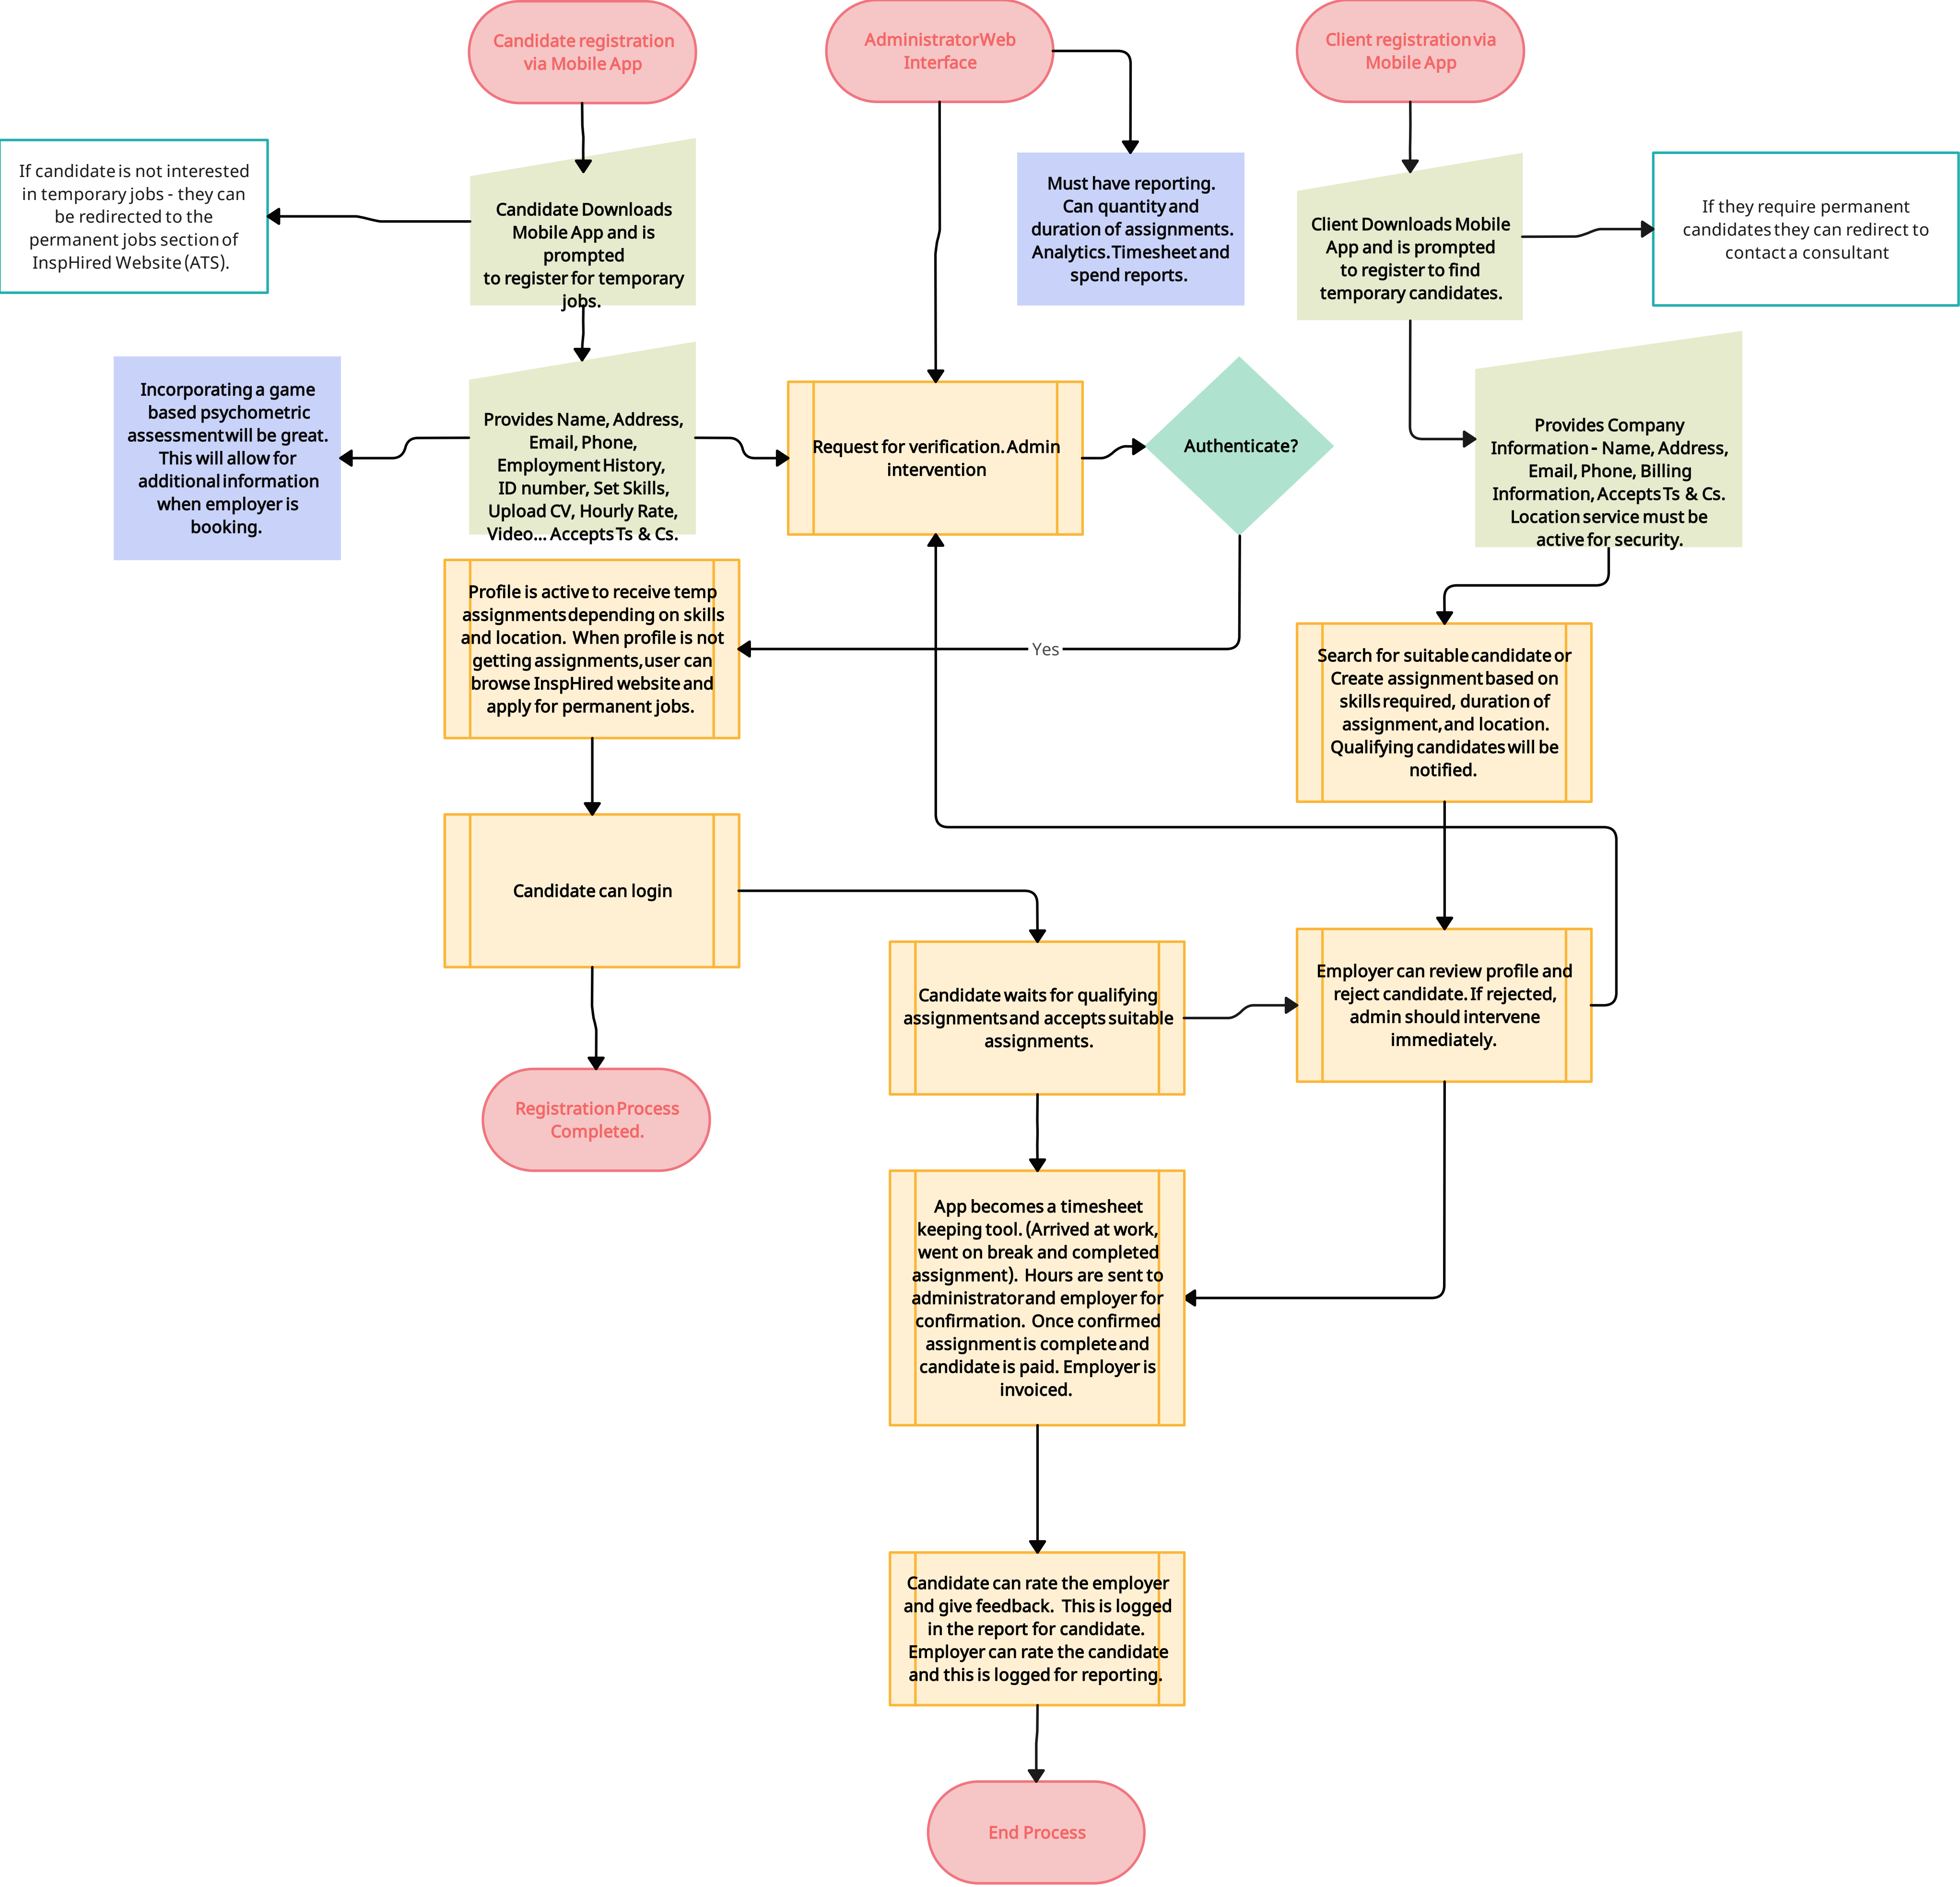 Candidate registration
via Mobile App
Administrator Web
Interface
Client registration via
Mobile App
If candidate is not interested
in temporary jobs - they can
be redirected to the
permanent jobs section of
InspHired Website (ATS).
Candidate Downloads
Mobile App and is
prompted
to register for temporary
jobs.
Must have reporting.
Can quantity and
duration of assignments.
Analytics. Timesheet and
spend reports.
Client Downloads Mobile
App and is prompted
to register to find
temporary candidates.
If they require permanent
candidates they can redirect to
contact a consultant
Incorporating a game
based psychometric
assessment will be great.
This will allow for
additional information
when employer is
booking.
Provides Name, Address,
Email, Phone,
Employment History,
ID number, Set Skills,
Upload CV, Hourly Rate,
Video... Accepts Ts & Cs.
Request for verification. Admin
intervention
Authenticate?
Provides Company
Information - Name, Address,
Email, Phone, Billing
Information, Accepts Ts & Cs.
Location service must be
active for security.
Profile is active to receive temp
assignments depending on skills
and location. When profile is not
getting assignments, user can
browse InspHired website and
apply for permanent jobs.
Yes
Search for suitable candidate or
Create assignment based on
skills required, duration of
assignment, and location.
Qualifying candidates will be
notified.
Candidate can login
Candidate waits for qualifying
assignments and accepts suitable
assignments.
Employer can review profile and
reject candidate. If rejected,
admin should intervene
immediately.
Registration Process
Completed.
App becomes a timesheet
keeping tool. (Arrived at work,
went on break and completed
assignment). Hours are sent to
administrator and employer for
confirmation. Once confirmed
assignment is complete and
candidate is paid. Employer is
invoiced.
Candidate can rate the employer
and give feedback. This is logged
in the report for candidate.
Employer can rate the candidate
and this is logged for reporting.
End Process